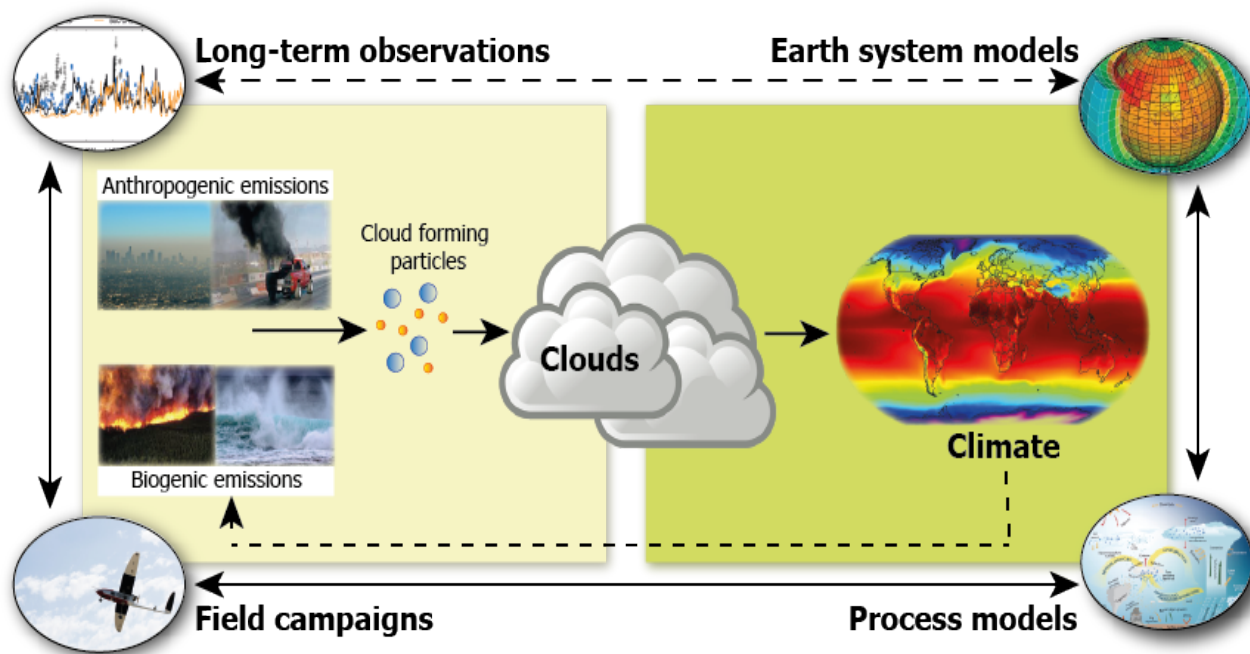 Long-term observations
Earth system models
Anthropogenic emissions
Cloud forming
particles
Clouds
Climate
Biogenic emissions
Field campaigns
Process models